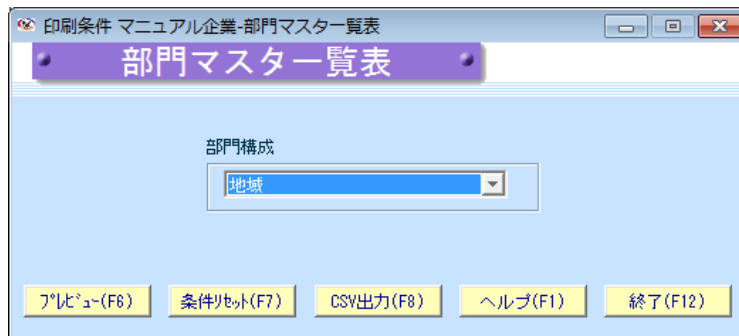 印刷条件 マニュアル企業-部門マスター覧表
部門マスター覧表
部門構成
地域
ﾌﾟﾚﾋﾞｭｰ(F6) 条件ﾘｾｯﾄ(F7) CSV出力(F8) ヘルプ(F1) 終了(F12)